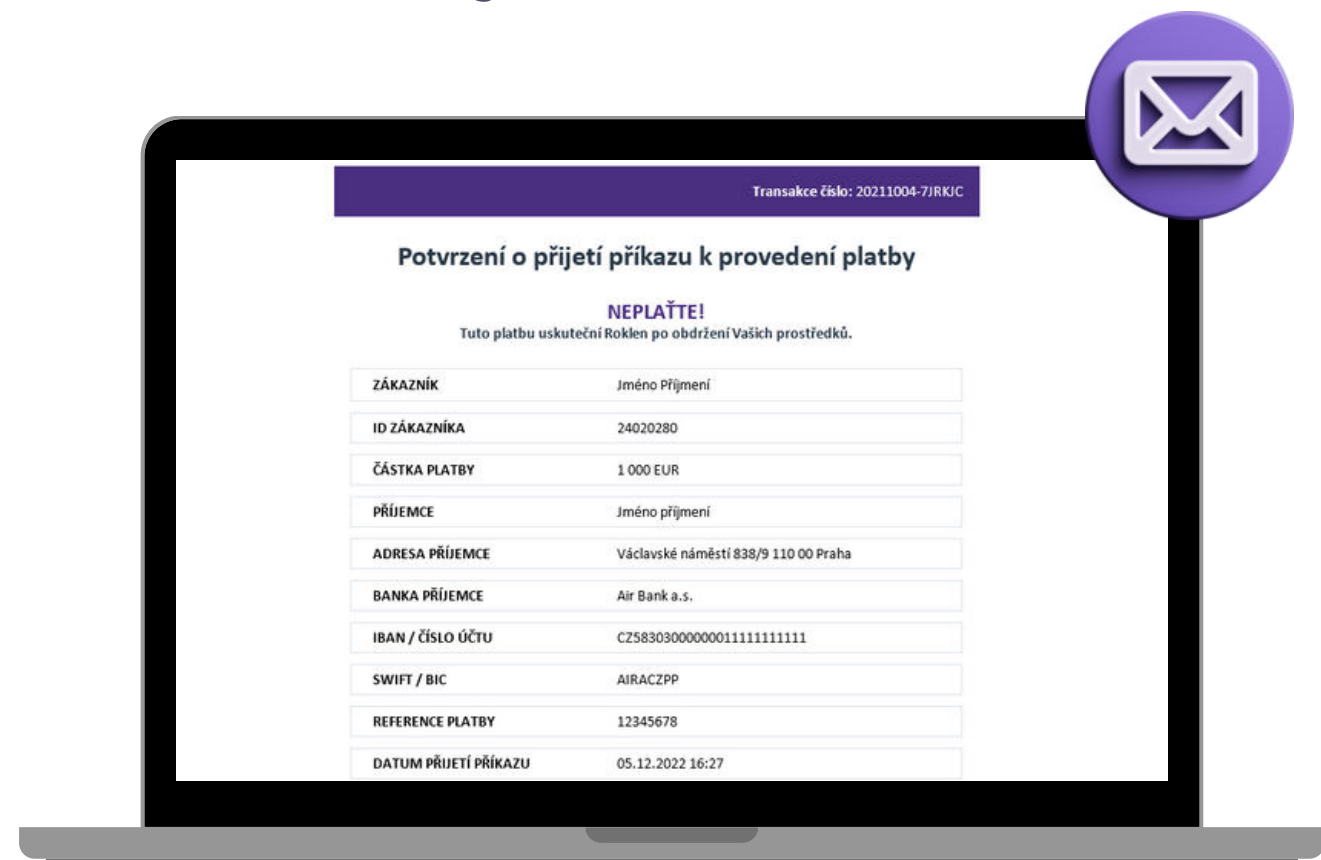 Transakce číslo: 20211004-7JRKJC
Potvrzení o přijetí příkazu k provedení platby
NEPLAŤTE!
Tuto platbu uskuteční Roklen po obdržení Vašich prostředků.
ZÁKAZNÍK Jméno Příjmení
ID ZÁKAZNÍKA 24020280
ČÁSTKA PLATBY 1 000 EUR
PŘÍJEMCE Jméno příjmení
ADRESA PŘÍJEMCE Václavské náměstí 838/9 110 00 Praha
BANKA PŘÍJEMCE Air Bank a.s.
IBAN / ČÍSLO ÚČTU CZ5830300000011111111111
SWIFT / BIC AIRACZPP
REFERENCE PLATBY 12345678
DATUM PŘIJETÍ PŘÍKAZU 05.12.2022 16:27